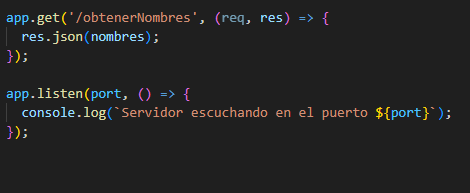 app.get('/obtenerNombres', (req, res) => {
  res.json(nombres);
});

app.listen(port, () => {
  console.log(`Servidor escuchando en el puerto ${port}`);
});